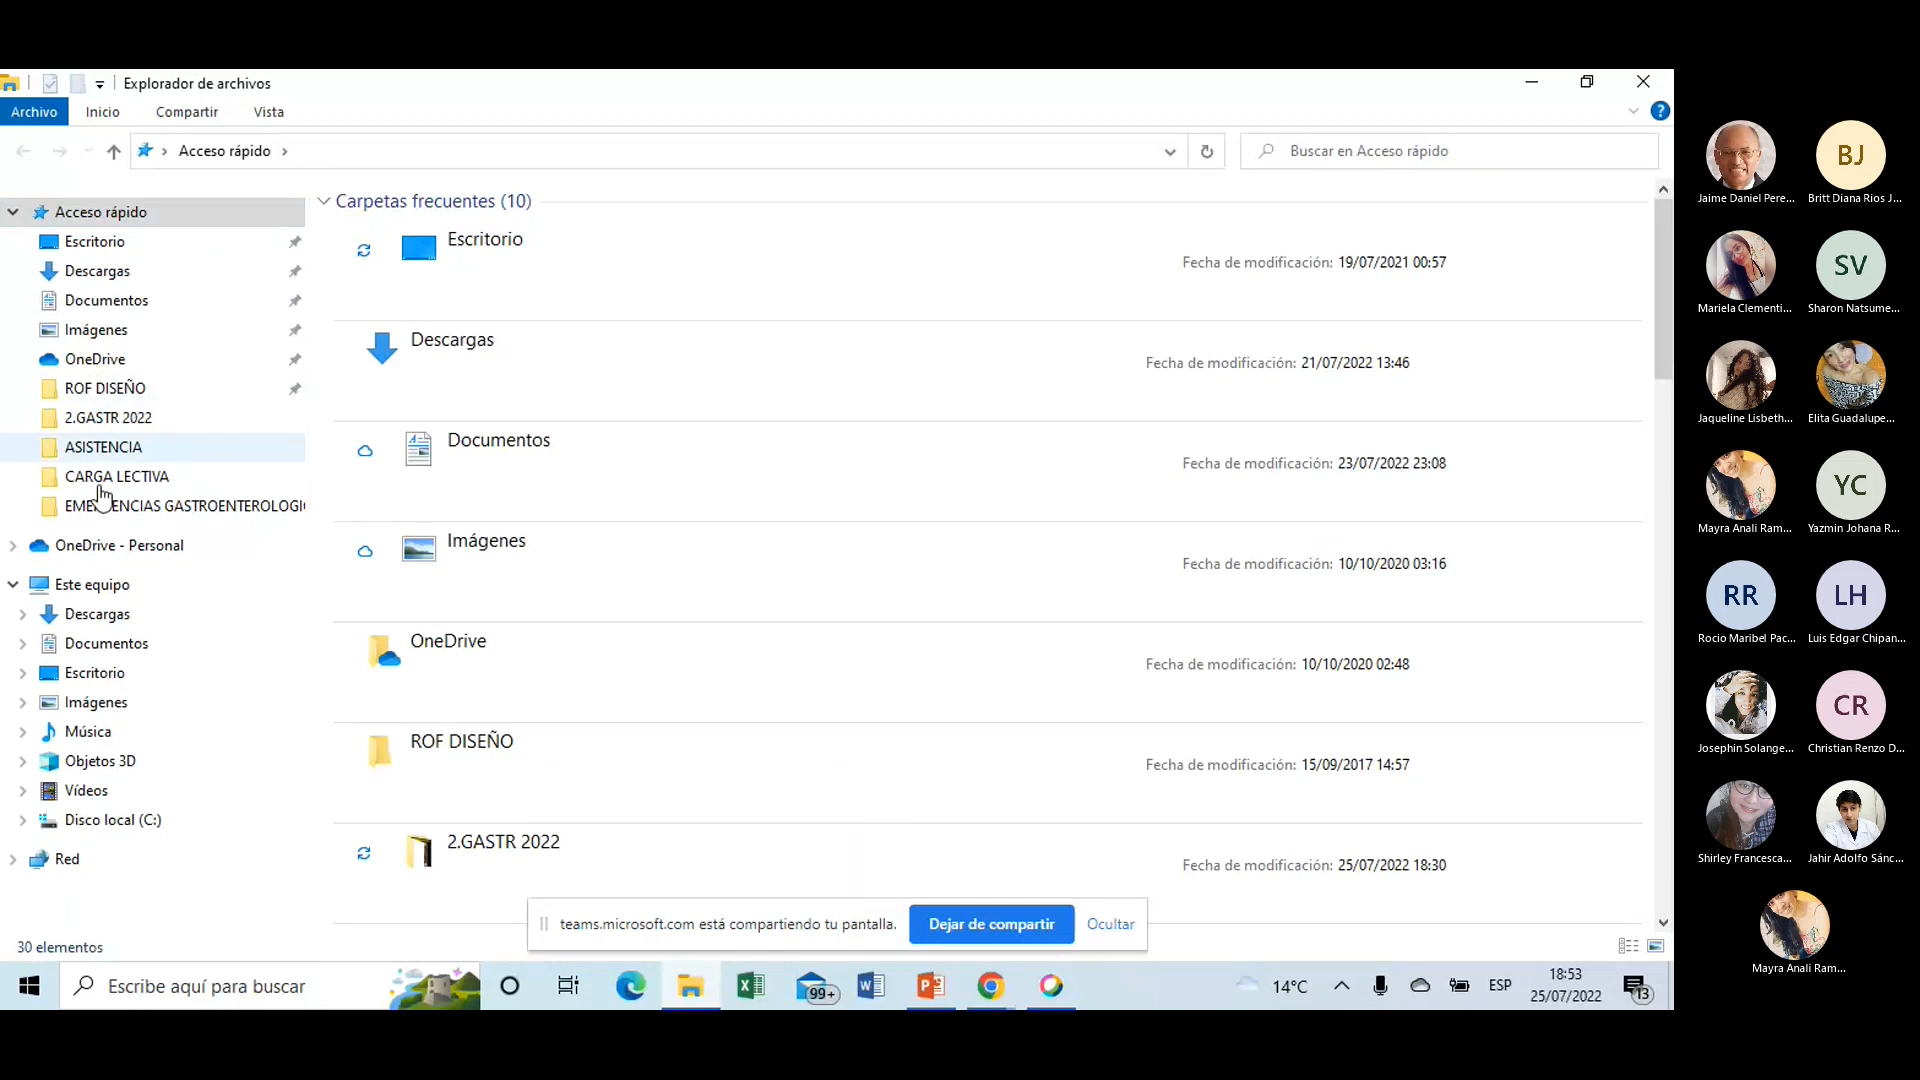 Explorador de archivos
Archivo Inicio Compartir Vista
Acceso rápido
Buscar en Acceso rápido
Acceso rápido
Escritorio
Descargas
Documentos
Imágenes
OneDrive
ROF DISEÑO
2.GASTR 2022
ASISTENCIA
CARGA LECTIVA
GASTROENTEROLOGI
OneDrive - Personal
Este equipo
Descargas
Documentos
Escritorio
Imágenes
Música
Objetos 3D
Vídeos
Disco local (C:)
Red
30 elementos
Carpetas frecuentes (10)
Escritorio
Fecha de modificación: 19/07/2021 00:57
Descargas
Fecha de modificación: 21/07/2022 13:46
Documentos
Fecha de modificación: 23/07/2022 23:08
Imágenes
Fecha de modificación: 10/10/2020 03:16
OneDrive
Fecha de modificación: 10/10/2020 02:48
ROF DISEÑO
Fecha de modificación: 15/09/2017 14:57
2.GASTR 2022
Fecha de modificación: 25/07/2022 18:30
teams.microsoft.com está compartiendo tu pantalla. Dejar de compartir Ocultar
Escribe aquí para buscar
99+
14°C
ESP
18:53
25/07/2022
13
Jaime Daniel Pere...
BJ
Britt Diana Rios J...
Mariela Clementi...
SV
Sharon Natsume...
Jaqueline Lisbeth...
Elita Guadalupe...
Mayra Anali Ram...
YC
Yazmin Johana R...
RR
Rocio Maribel Pac...
LH
Luis Edgar Chipan...
Josephin Solange...
CR
Christian Renzo D...
Shirley Francesca...
Jahir Adolfo Sánc...
Mayra Anali Ram...